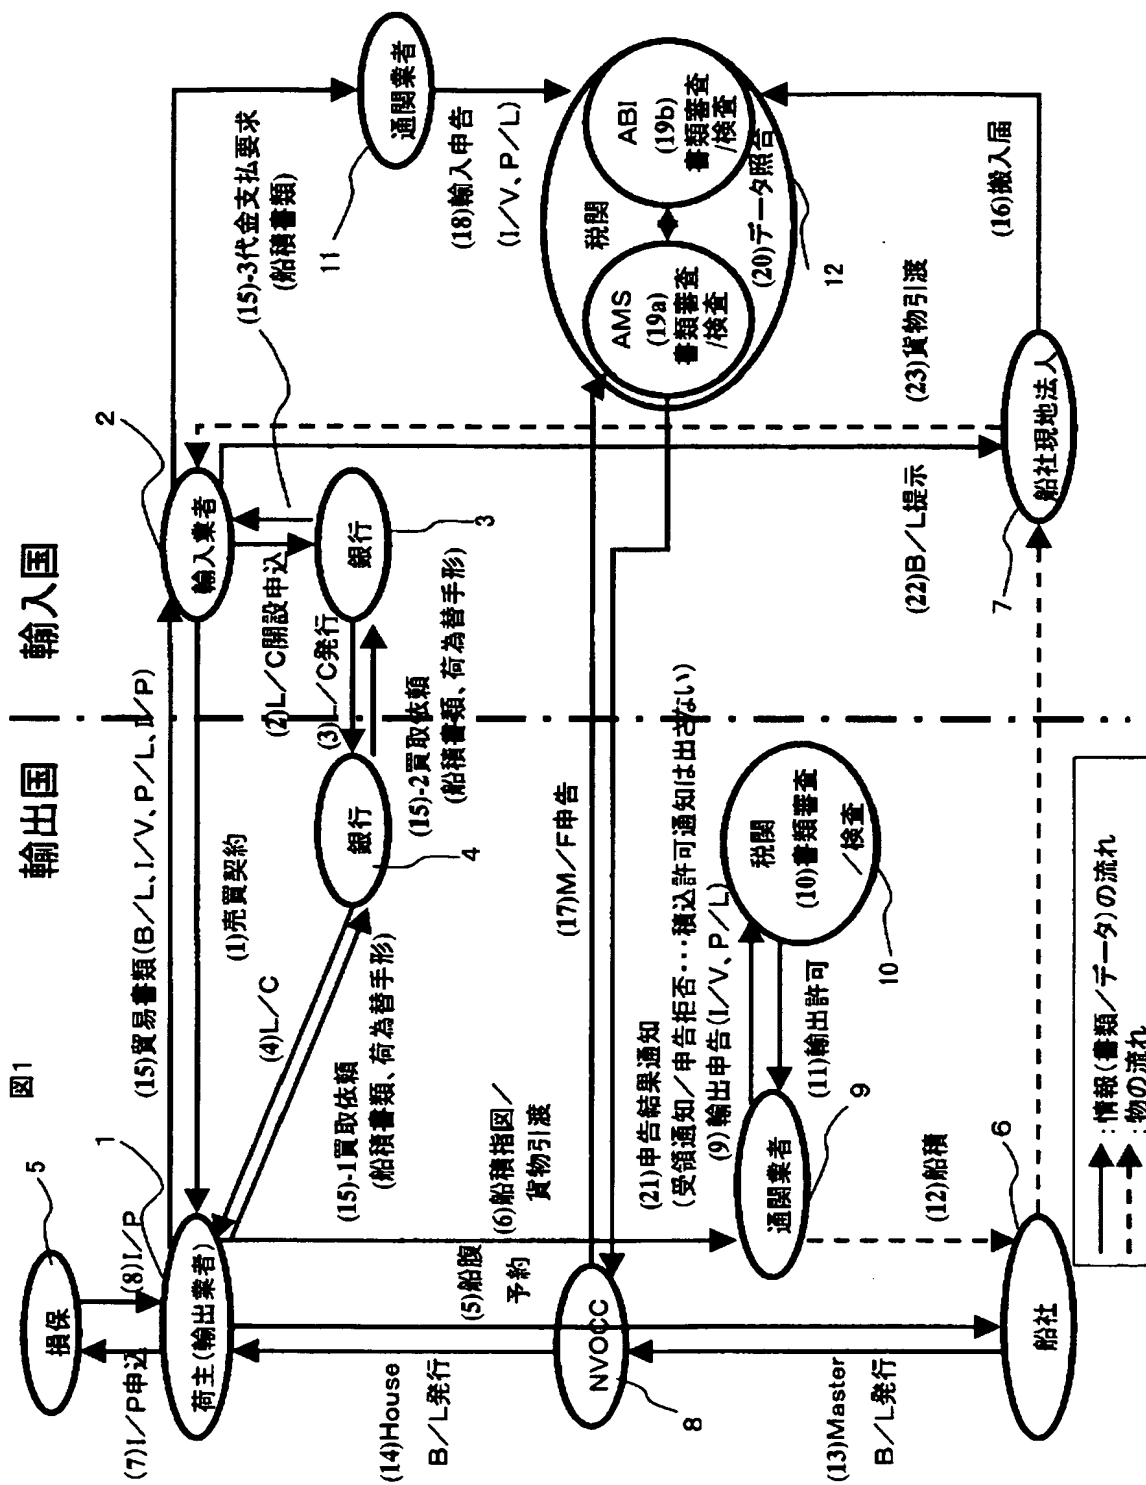 図1
輸出国
輸入国
5
損保
(7)I/P申込
(8)I/P
1
荷主(輸出業者)
(15)貿易書類(B/L、I/V、P/L、I/P)
(1)売買契約
2
輸入業者
(2)L/C開設申込
(15)-3代金支払要求
(船積書類)
銀行
3
(3)L/C発行
銀行
4
(4)L/C
(15)-1買取依頼
(船積書類、荷為替手形)
(15)-2買取依頼
(船積書類、荷為替手形)
通関業者
11
(18)輸入申告
(I/V、P/L)
税関
AMS
(19a)
書類審査
/検査
ABI
(19b)
書類審査
/検査
(20)データ照合
12
(14)House
B/L発行
(5)船腹
予約
(6)船積指図/
貨物引渡
NVOCC
8
(17)M/F申告
(21)申告結果通知
(受領通知/申告拒否・・・積込許可通知は出さない)
(9)輸出申告(I/V、P/L)
通関業者
9
(11)輸出許可
税関
(10)書類審査
/検査
10
(13)Master
B/L発行
(12)船積
船社
6
(22)B/L提示
(23)貨物引渡
(16)搬入届
船社現地法人
7
:情報(書類/データ)の流れ
:物の流れ